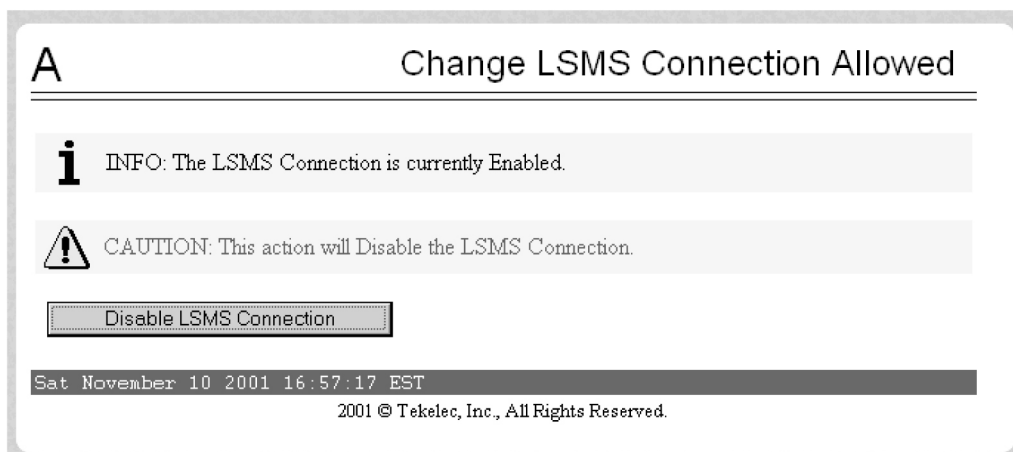 A
Change LSMS Connection Allowed
INFO: The LSMS Connection is currently Enabled.
CAUTION: This action will Disable the LSMS Connection.
Disable LSMS Connection
Sat November 10 2001 16:57:17 EST
2001 © Tekelec, Inc., All Rights Reserved.